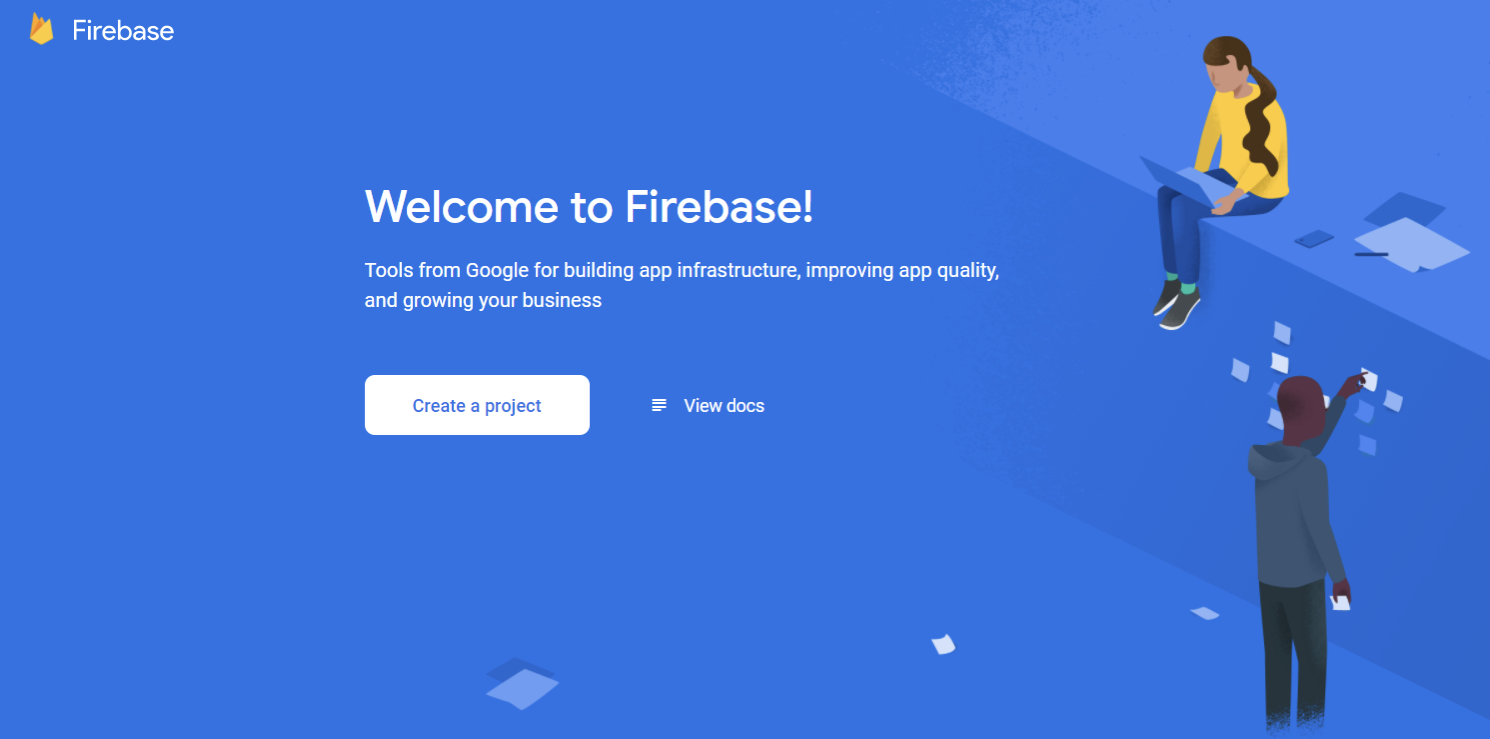 Firebase
Welcome to Firebase!
Tools from Google for building app infrastructure, improving app quality,
and growing your business
Create a project
View docs